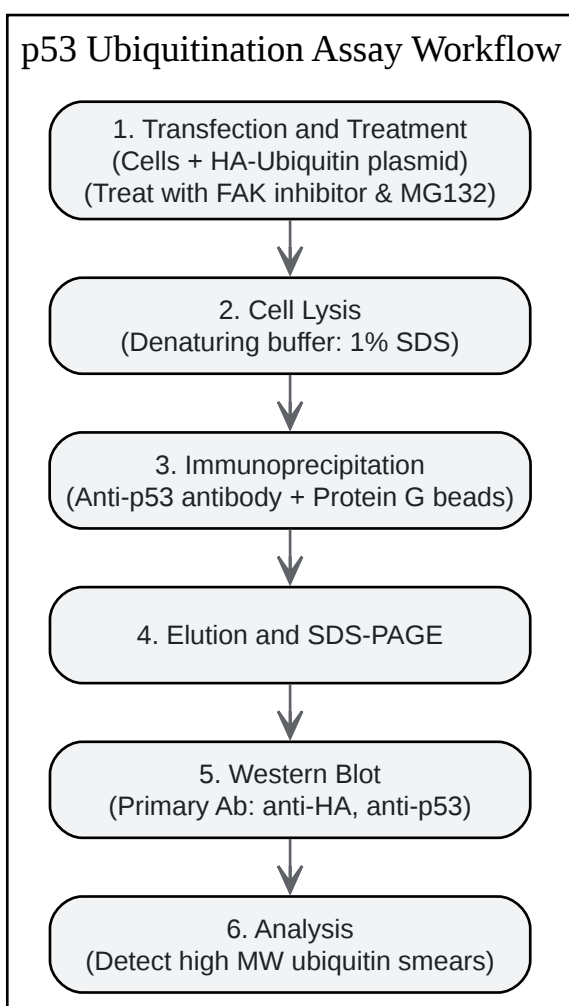 p53 Ubiquitination Assay Workflow
1. Transfection and Treatment
(Cells + HA-Ubiquitin plasmid)
(Treat with FAK inhibitor & MG132)
2. Cell Lysis
(Denaturing buffer: 1% SDS)
3. Immunoprecipitation
(Anti-p53 antibody + Protein G beads)
4. Elution and SDS-PAGE
5. Western Blot
(Primary Ab: anti-HA, anti-p53)
6. Analysis
(Detect high MW ubiquitin smears)